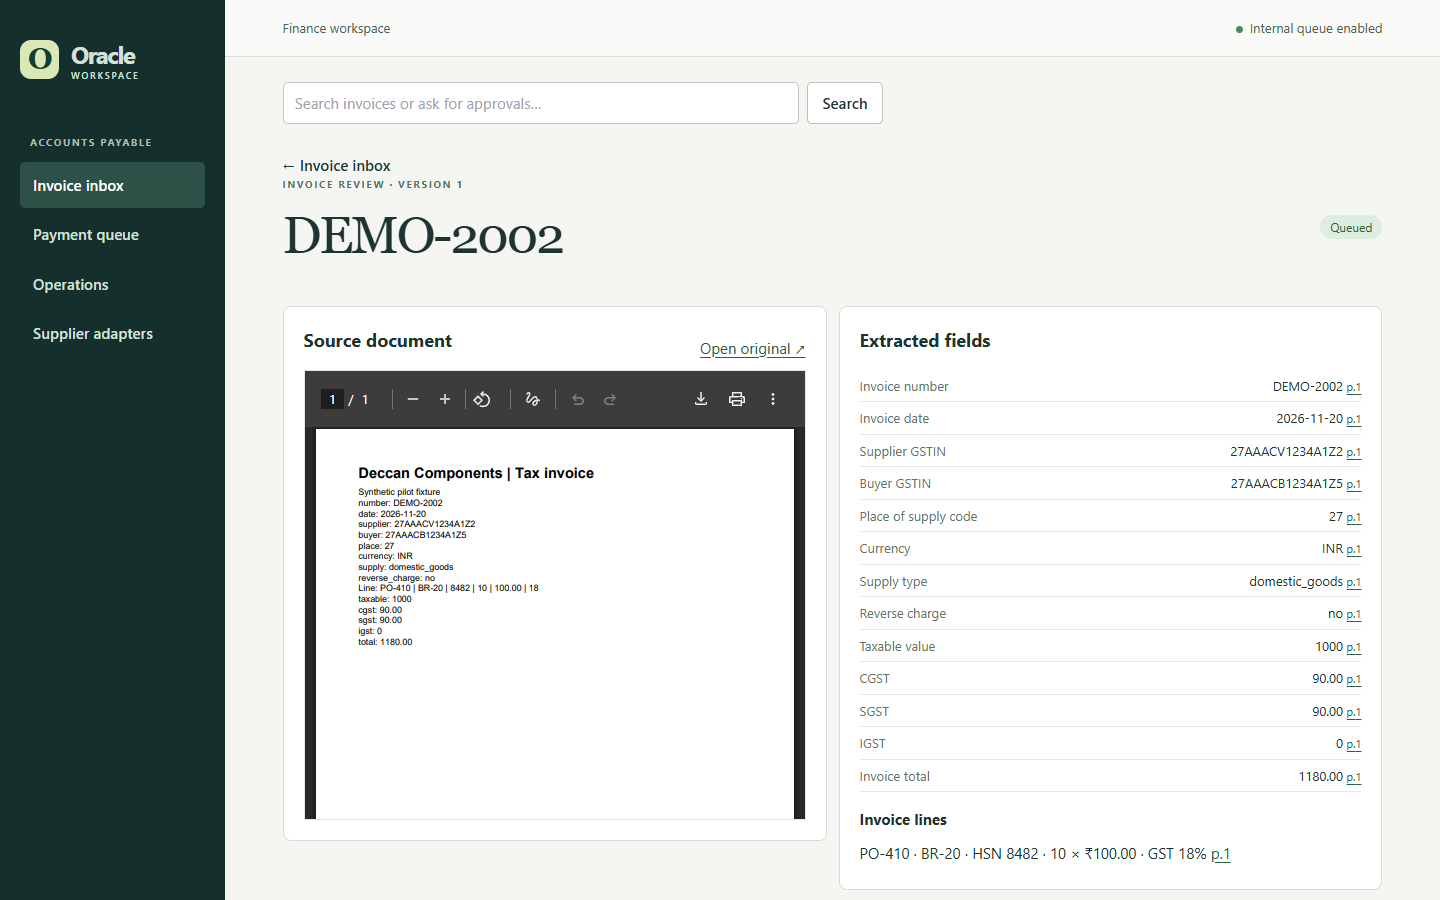 Oracle
WORKSPACE
ACCOUNTS PAYABLE
Invoice inbox
Payment queue
Operations
Supplier adapters
Finance workspace
Internal queue enabled
Search invoices or ask for approvals...
Search
← Invoice inbox
INVOICE REVIEW · VERSION 1
DEMO-2002
Queued
Source document
Open original ↗
1 / 1
Deccan Components | Tax invoice
Synthetic pilot fixture
number: DEMO-2002
date: 2026-11-20
supplier: 27AAACV1234A1Z2
buyer: 27AAACB1234A1Z5
place: 27
currency: INR
supply: domestic_goods
reverse_charge: no
Line: PO-410 | BR-20 | 8482 | 10 | 100.00 | 18
taxable: 1000
cgst: 90.00
sgst: 90.00
igst: 0
total: 1180.00
Extracted fields
Invoice number DEMO-2002 p.1
Invoice date 2026-11-20 p.1
Supplier GSTIN 27AAACV1234A1Z2 p.1
Buyer GSTIN 27AAACB1234A1Z5 p.1
Place of supply code 27 p.1
Currency INR p.1
Supply type domestic_goods p.1
Reverse charge no p.1
Taxable value 1000 p.1
CGST 90.00 p.1
SGST 90.00 p.1
IGST 0 p.1
Invoice total 1180.00 p.1
Invoice lines
PO-410 · BR-20 · HSN 8482 · 10 × ₹100.00 · GST 18% p.1